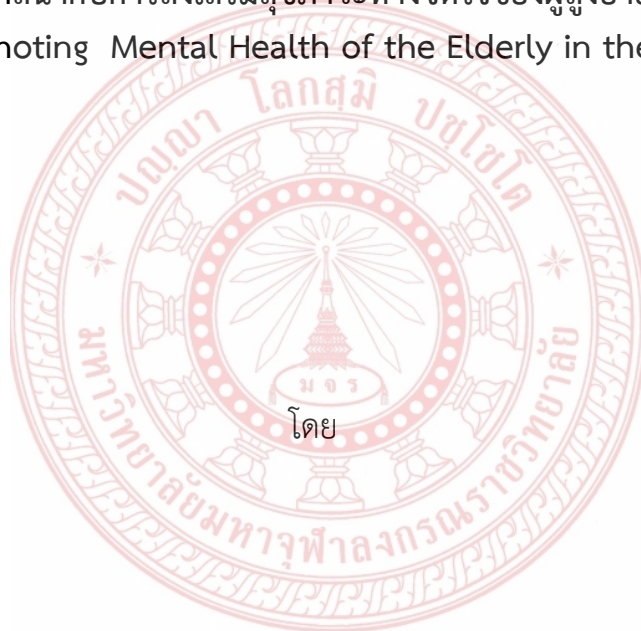 noting Mental Health of the Elderly in the
ปญฺญา โลกสฺมิ ปชฺโชโต
ม จ ร
โดย
มหาวิทยาลัยมหาจุฬาลงกรณราชวิทยาลัย